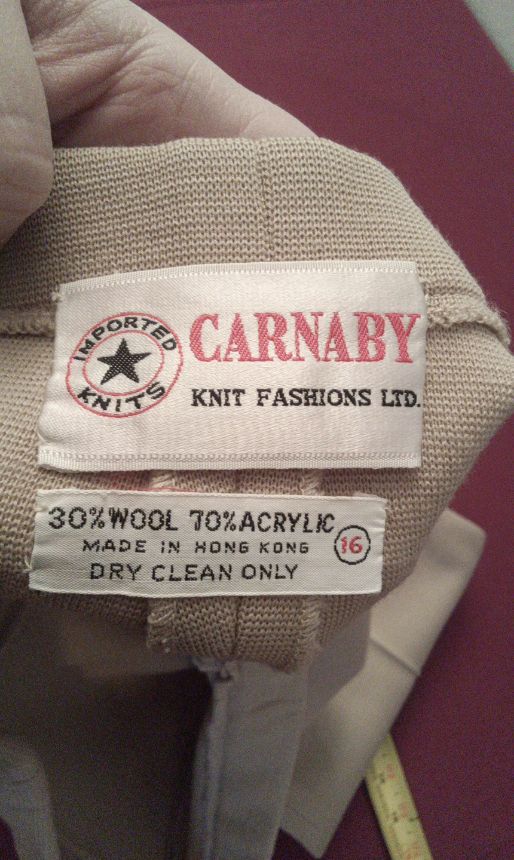 IMPORTED
KNITS
CARNABY
KNIT FASHIONS LTD.
30% WOOL 70% ACRYLIC
MADE IN HONG KONG
16
DRY CLEAN ONLY